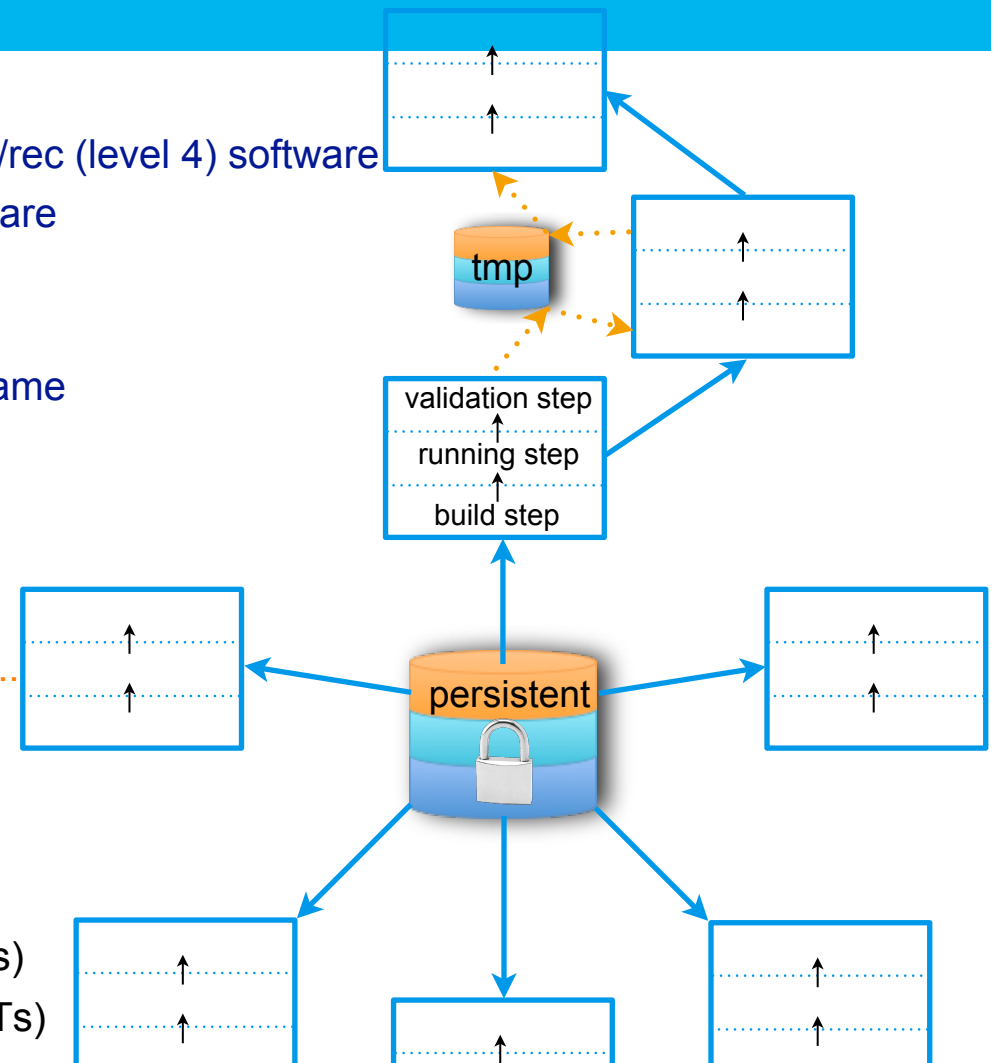 /rec (level 4) software
are
tmp
ame
validation step
running step
build step
persistent
s)
Ts)